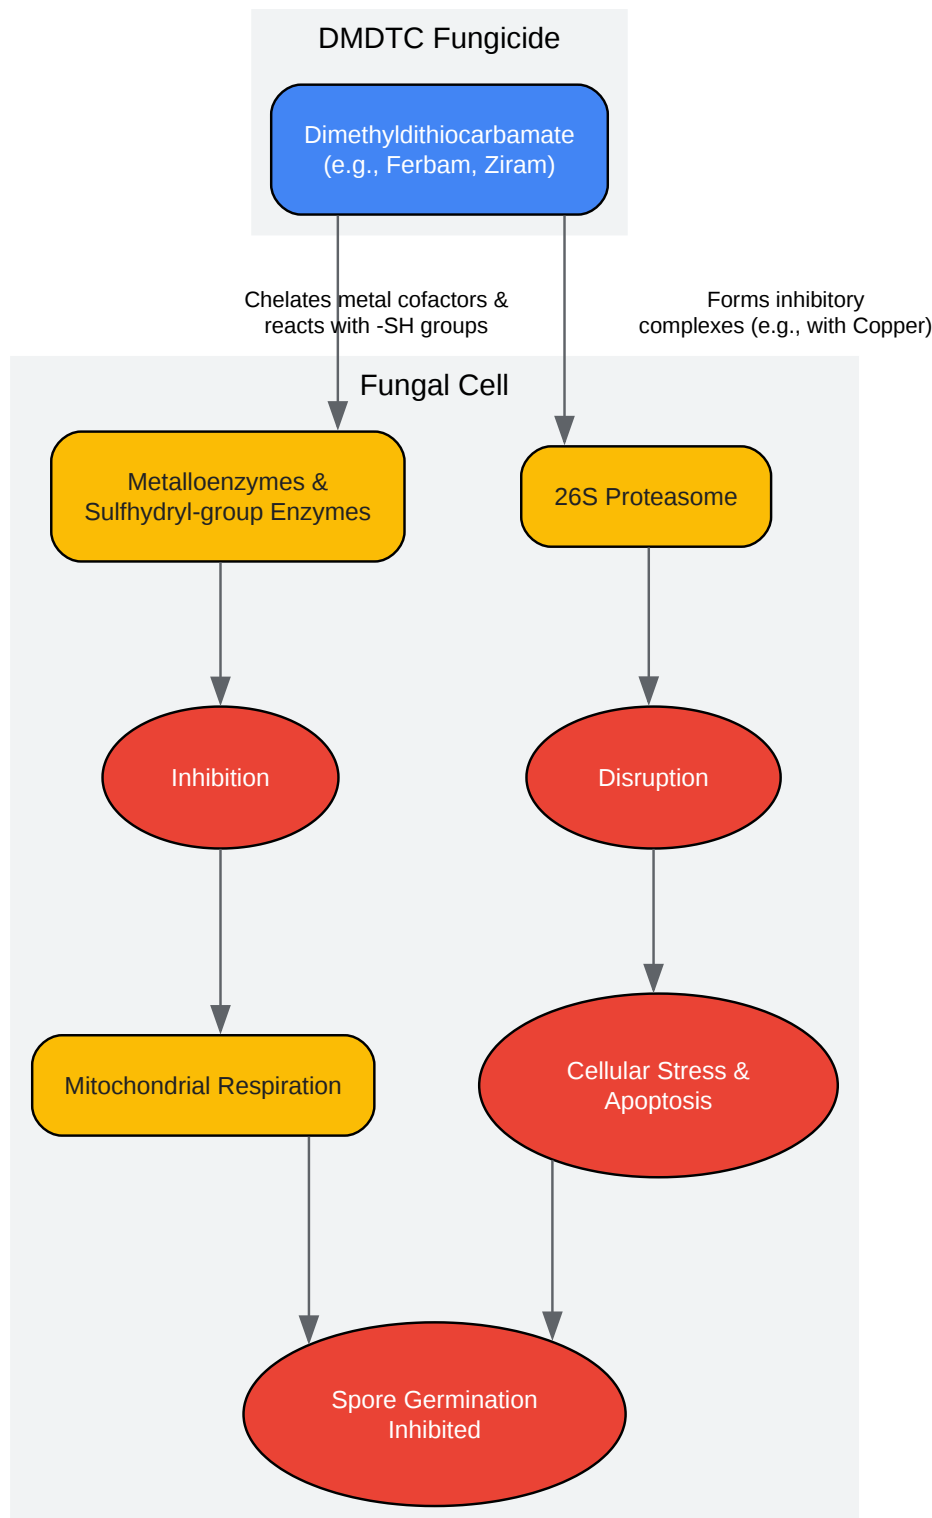 DMDTC Fungicide
Dimethyldithiocarbamate
(e.g., Ferbam, Ziram)
Chelates metal cofactors &
reacts with -SH groups
Forms inhibitory
complexes (e.g., with Copper)
Fungal Cell
Metalloenzymes &
Sulfhydryl-group Enzymes
26S Proteasome
Inhibition
Disruption
Mitochondrial Respiration
Cellular Stress &
Apoptosis
Spore Germination
Inhibited